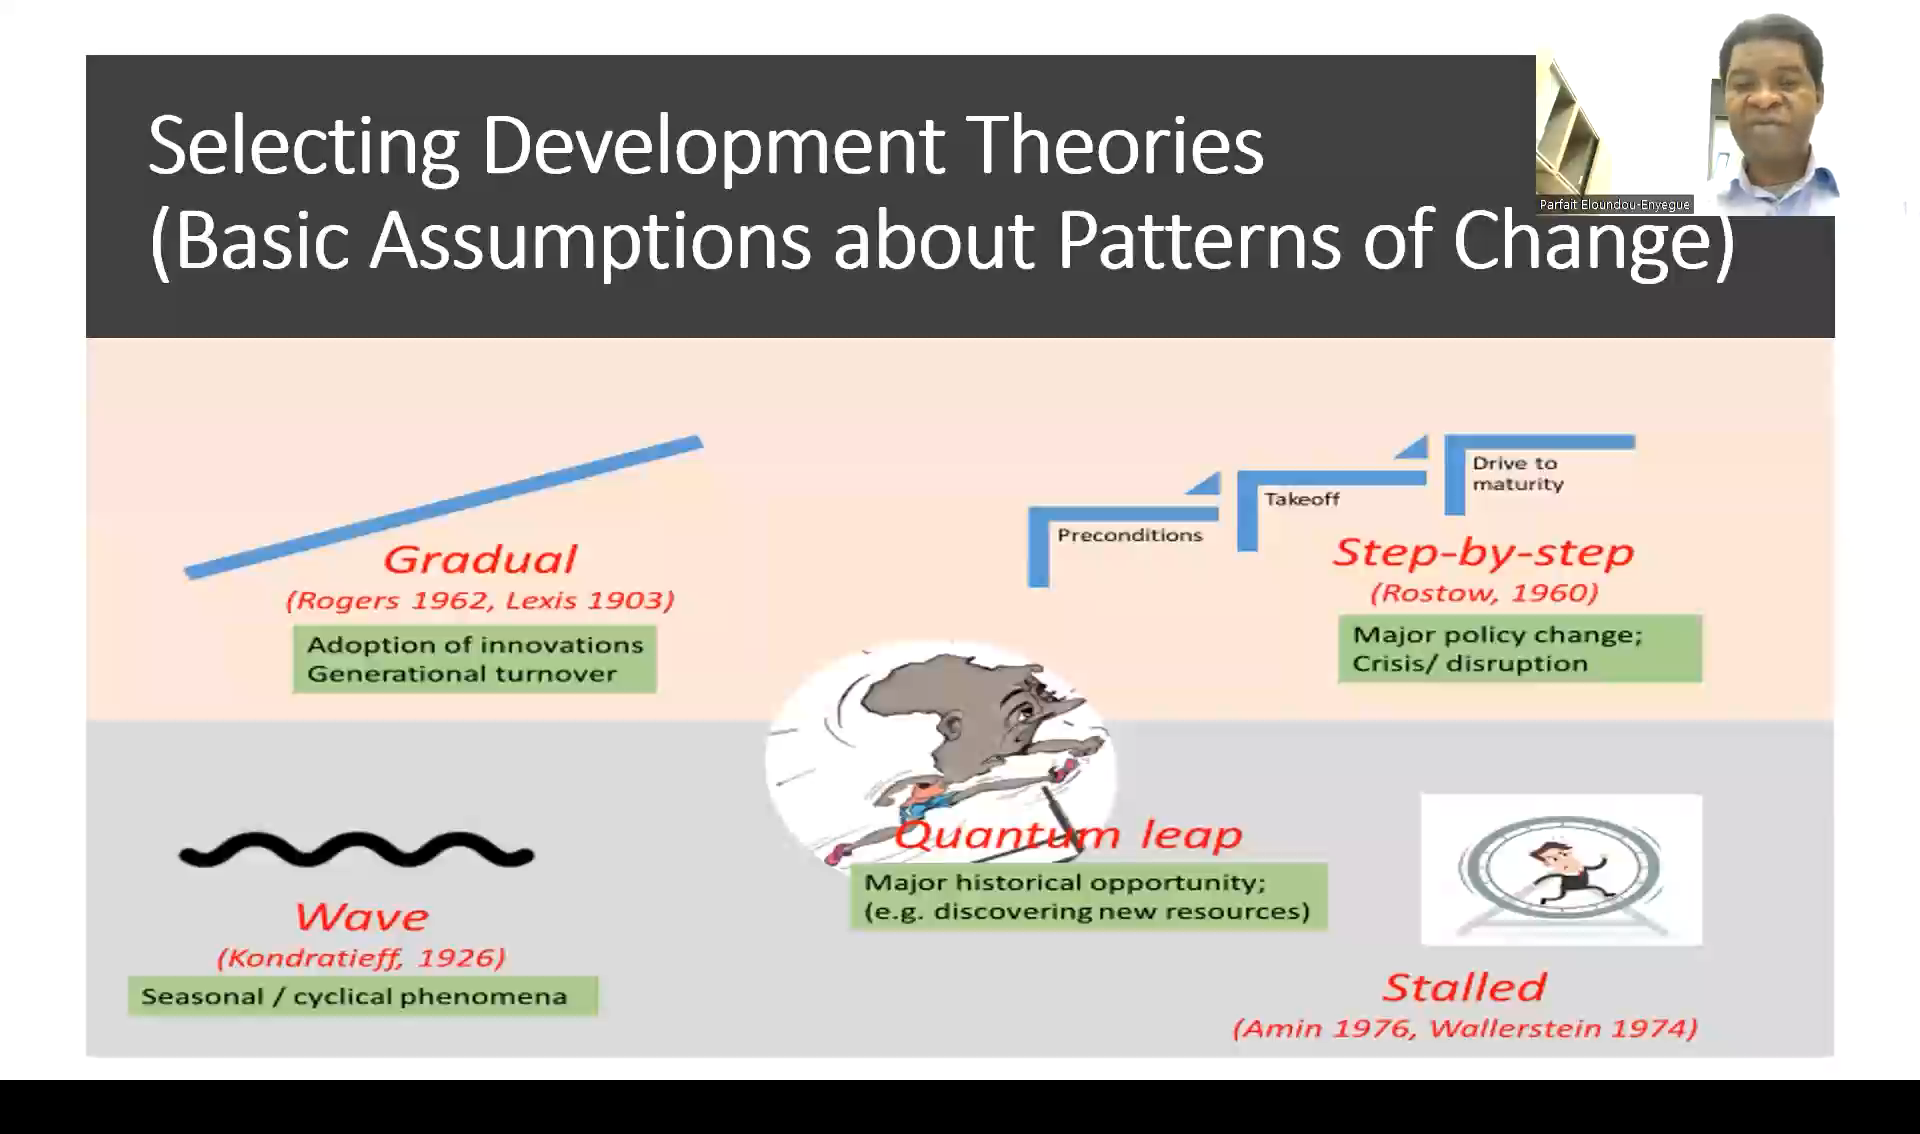 Selecting Development Theories
(Basic Assumptions about Patterns of Change)
Parfait Eloundou-Enyegue
Gradual
(Rogers 1962, Lexis 1903)
Adoption of innovations
Generational turnover
Preconditions
Takeoff
Drive to
maturity
Step-by-step
(Rostow, 1960)
Major policy change;
Crisis/ disruption
Wave
(Kondratieff, 1926)
Seasonal / cyclical phenomena
Quantum leap
Major historical opportunity;
(e.g. discovering new resources)
Stalled
(Amin 1976, Wallerstein 1974)